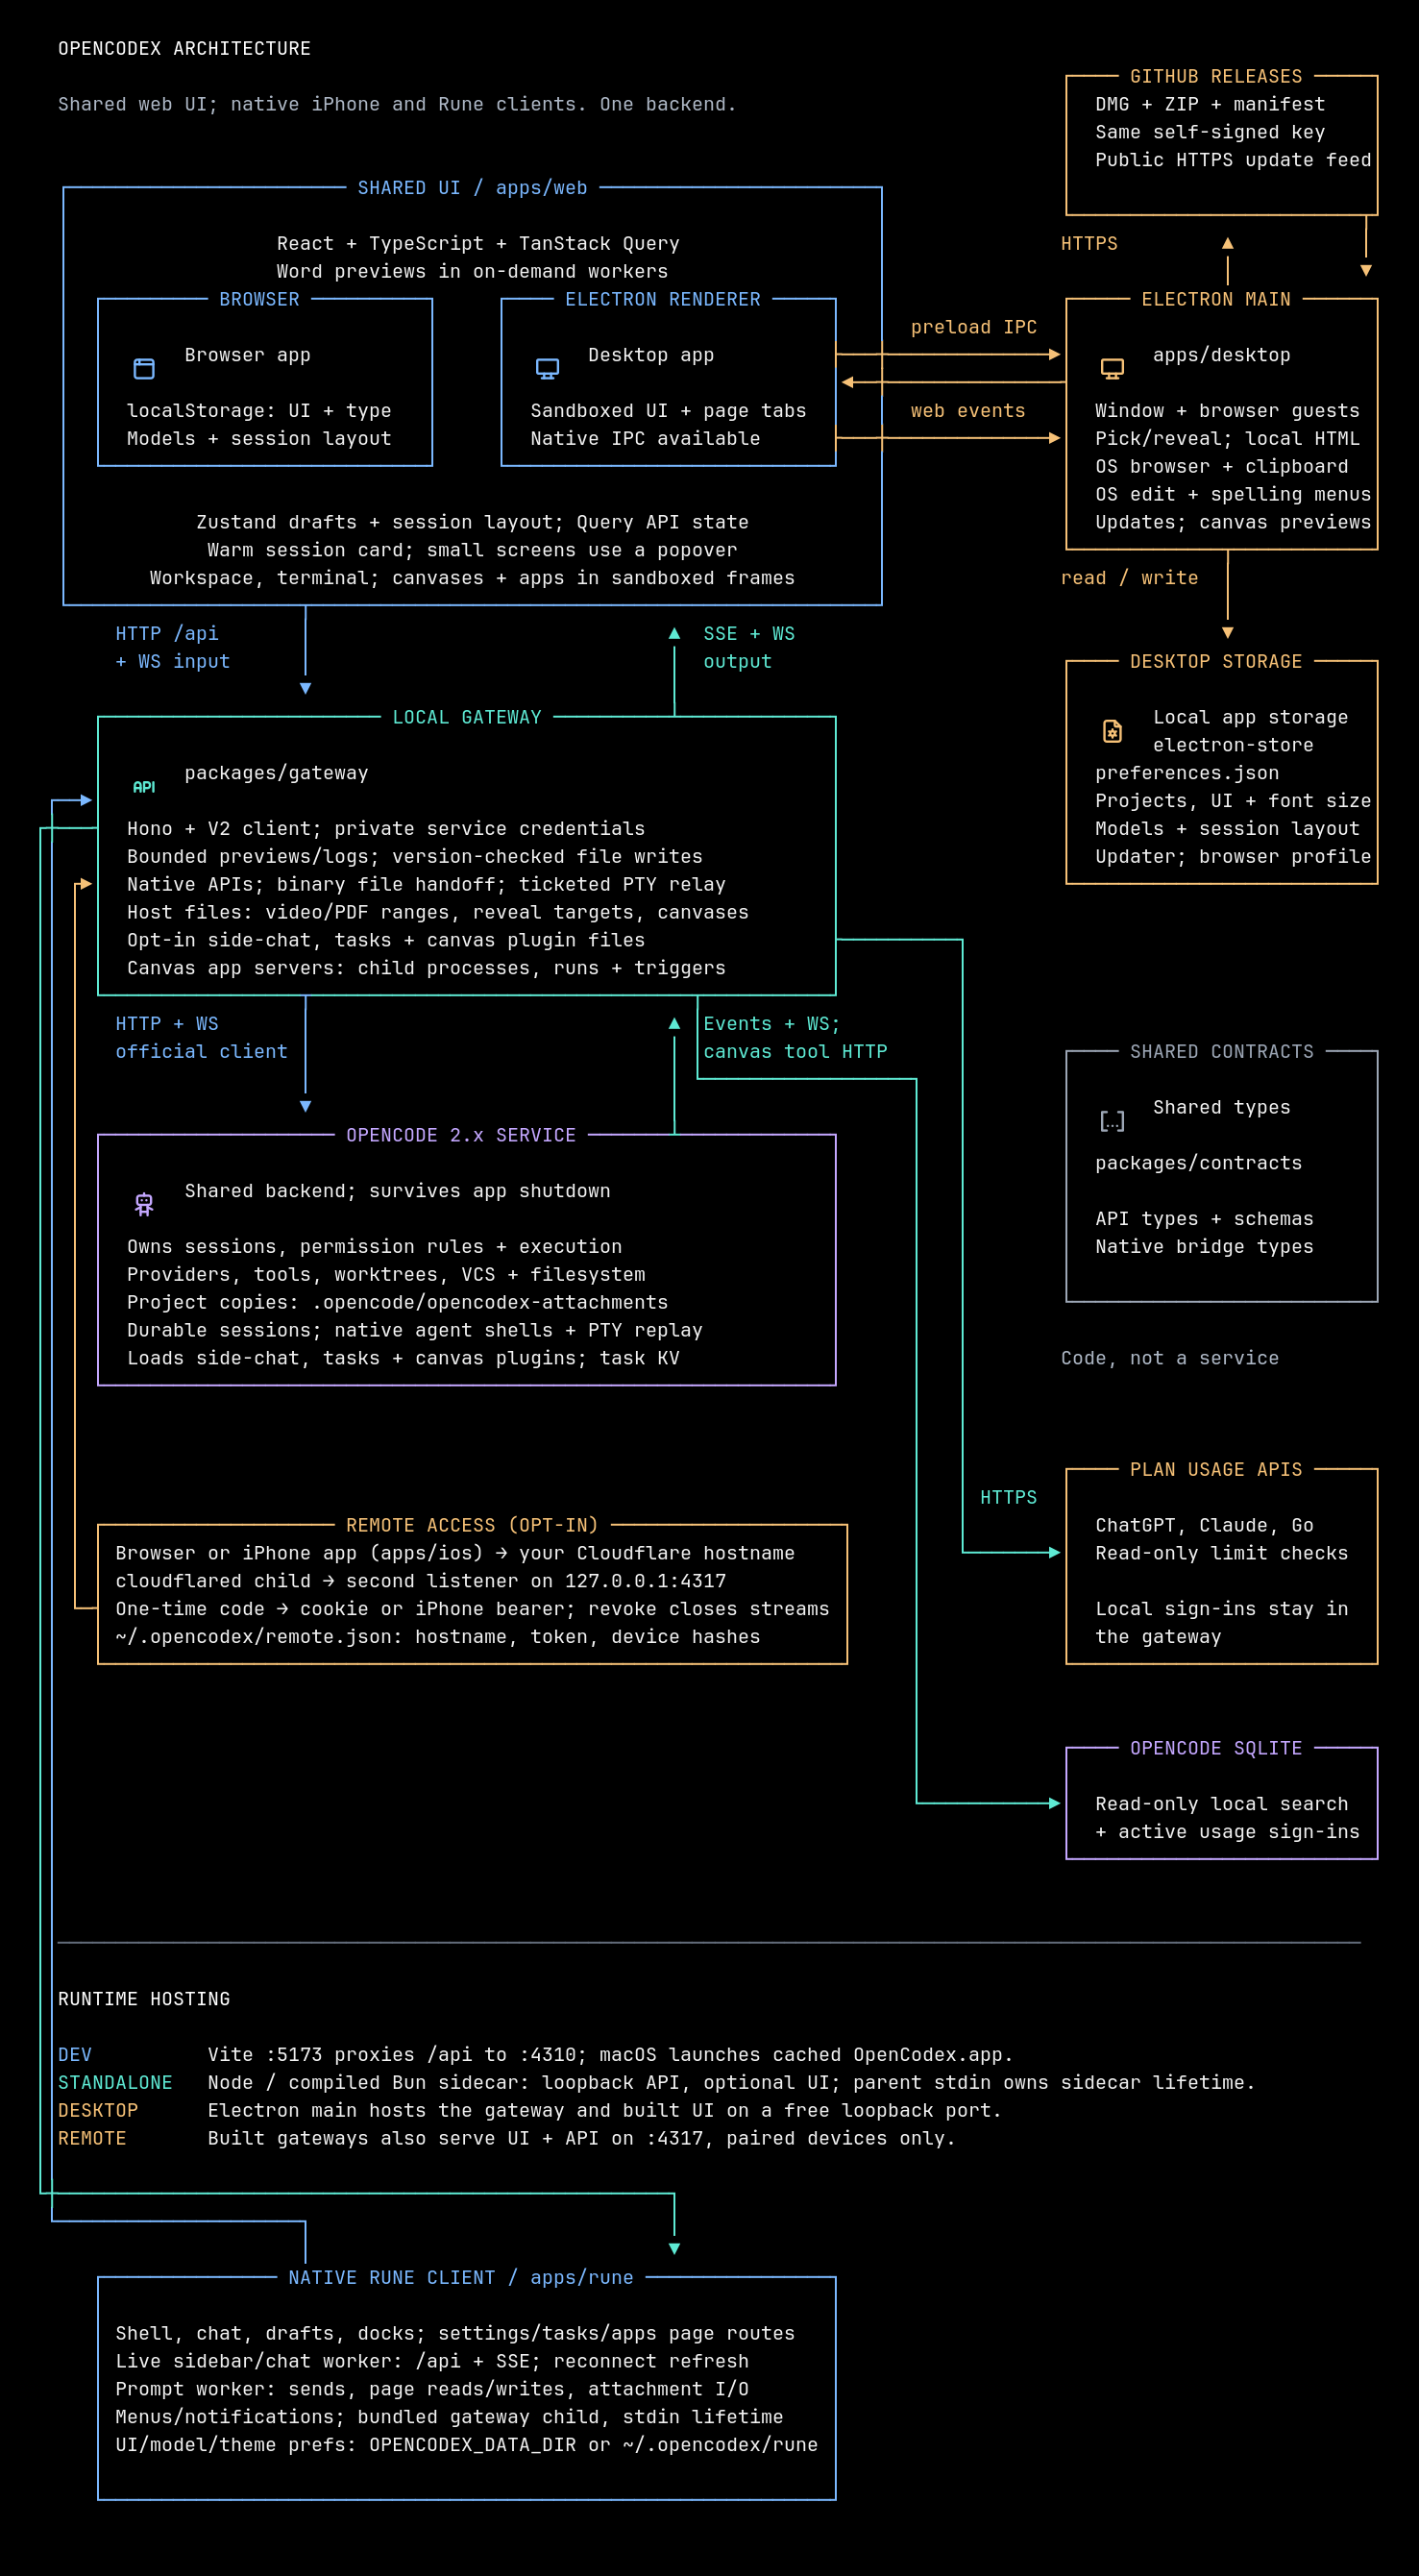 OPENCODEX ARCHITECTURE
Shared web UI; native iPhone and Rune clients. One backend.
GITHUB RELEASES
DMG + ZIP + manifest
Same self-signed key
Public HTTPS update feed
HTTPS
SHARED UI / apps/web
React + TypeScript + TanStack Query
Word previews in on-demand workers
BROWSER
Browser app
localStorage: UI + type
Models + session layout
ELECTRON RENDERER
Desktop app
Sandboxed UI + page tabs
Native IPC available
preload IPC
web events
ELECTRON MAIN
apps/desktop
Window + browser guests
Pick/reveal; local HTML
OS browser + clipboard
OS edit + spelling menus
Updates; canvas previews
Zustand drafts + session layout; Query API state
Warm session card; small screens use a popover
Workspace, terminal; canvases + apps in sandboxed frames
read / write
HTTP /api
+ WS input
SSE + WS
output
DESKTOP STORAGE
Local app storage
electron-store
preferences.json
Projects, UI + font size
Models + session layout
Updater; browser profile
LOCAL GATEWAY
packages/gateway
API
Hono + V2 client; private service credentials
Bounded previews/logs; version-checked file writes
Native APIs; binary file handoff; ticketed PTY relay
Host files: video/PDF ranges, reveal targets, canvases
Opt-in side-chat, tasks + canvas plugin files
Canvas app servers: child processes, runs + triggers
HTTP + WS
official client
Events + WS;
canvas tool HTTP
SHARED CONTRACTS
Shared types
packages/contracts
API types + schemas
Native bridge types
Code, not a service
OPENCODE 2.x SERVICE
Shared backend; survives app shutdown
Owns sessions, permission rules + execution
Providers, tools, worktrees, VCS + filesystem
Project copies: .opencode/opencodex-attachments
Durable sessions; native agent shells + PTY replay
Loads side-chat, tasks + canvas plugins; task KV
PLAN USAGE APIS
HTTPS
ChatGPT, Claude, Go
Read-only limit checks
Local sign-ins stay in
the gateway
REMOTE ACCESS (OPT-IN)
Browser or iPhone app (apps/ios) → your Cloudflare hostname
cloudflared child → second listener on 127.0.0.1:4317
One-time code → cookie or iPhone bearer; revoke closes streams
~/.opencodex/remote.json: hostname, token, device hashes
OPENCODE SQLITE
Read-only local search
+ active usage sign-ins
RUNTIME HOSTING
DEV Vite :5173 proxies /api to :4310; macOS launches cached OpenCodex.app.
STANDALONE Node / compiled Bun sidecar: loopback API, optional UI; parent stdin owns sidecar lifetime.
DESKTOP Electron main hosts the gateway and built UI on a free loopback port.
REMOTE Built gateways also serve UI + API on :4317, paired devices only.
NATIVE RUNE CLIENT / apps/rune
Shell, chat, drafts, docks; settings/tasks/apps page routes
Live sidebar/chat worker: /api + SSE; reconnect refresh
Prompt worker: sends, page reads/writes, attachment I/O
Menus/notifications; bundled gateway child, stdin lifetime
UI/model/theme prefs: OPENCODEX_DATA_DIR or ~/.opencodex/rune